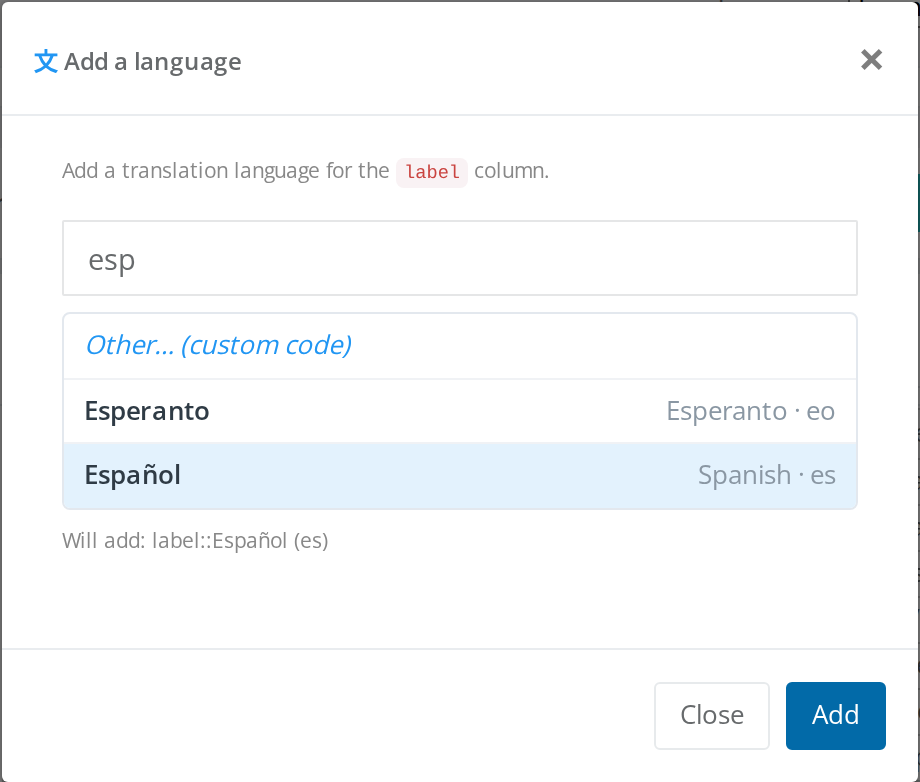 文 Add a language
Add a translation language for the label column.
esp
Other... (custom code)
Esperanto Esperanto · eo
Español Spanish · es
Will add: label::Español (es)
Close Add